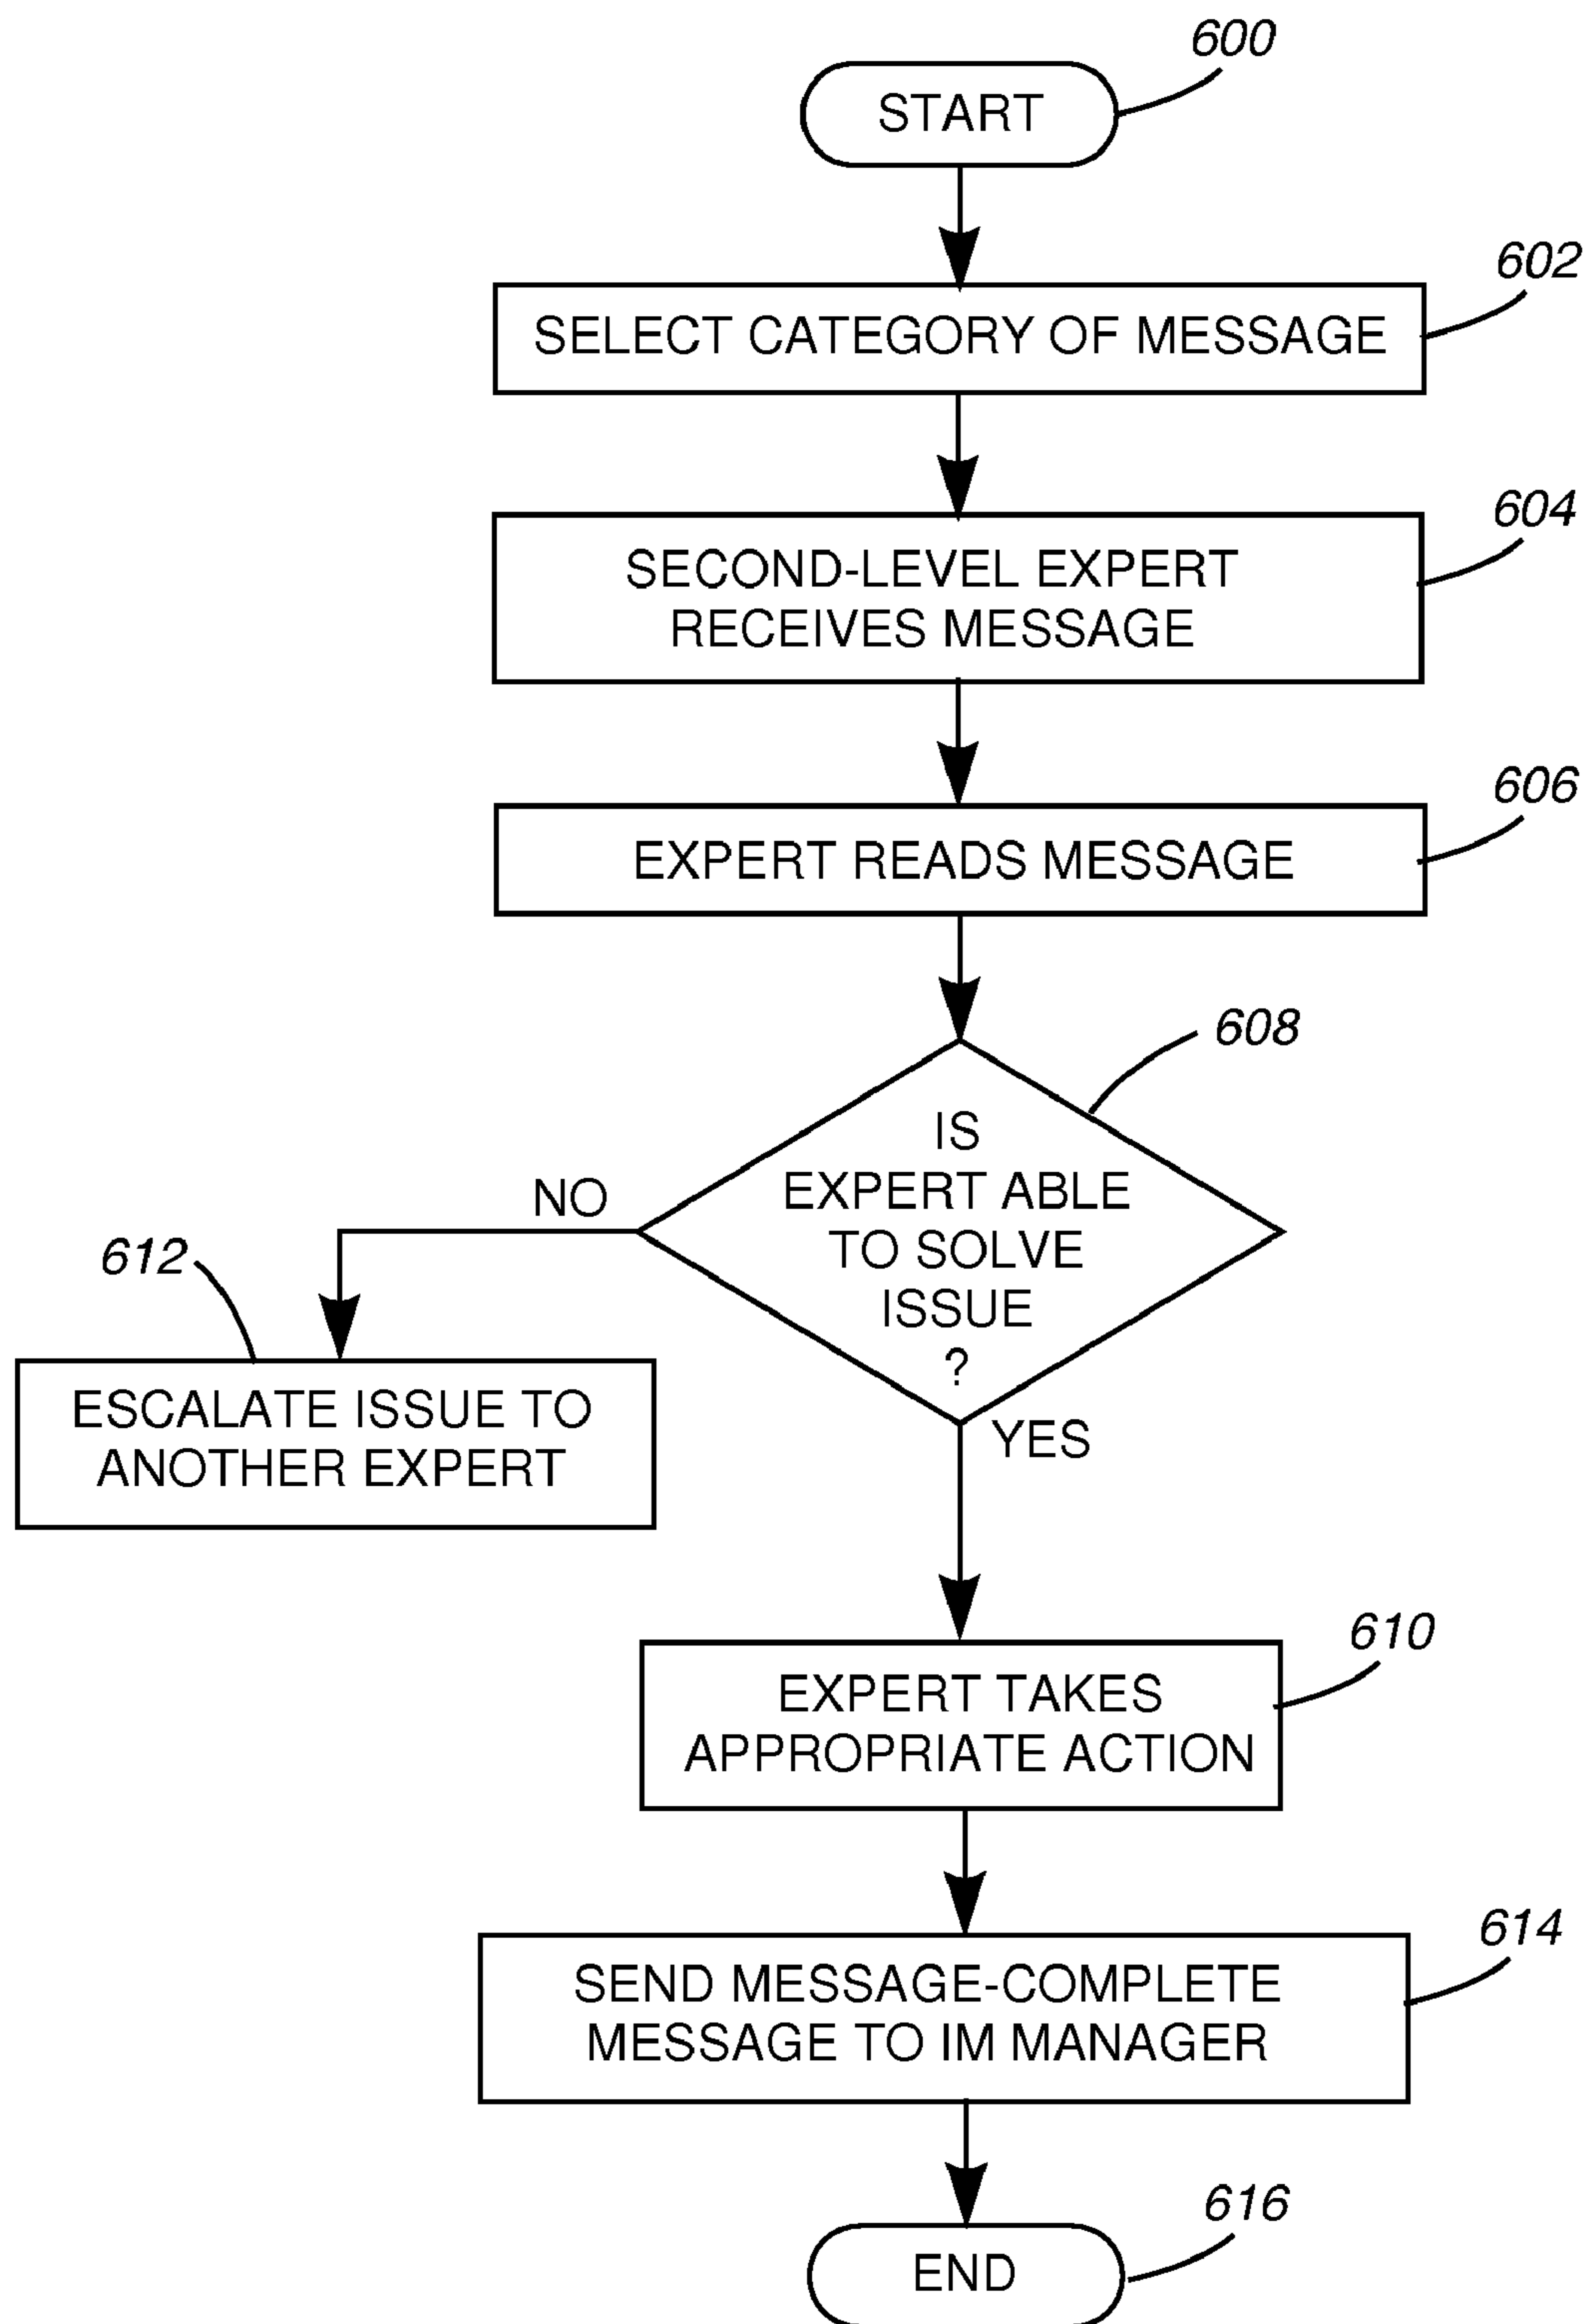 600
START
602
SELECT CATEGORY OF MESSAGE
604
SECOND-LEVEL EXPERT
RECEIVES MESSAGE
606
EXPERT READS MESSAGE
608
IS
EXPERT ABLE
TO SOLVE
ISSUE
?
NO
612
ESCALATE ISSUE TO
ANOTHER EXPERT
YES
610
EXPERT TAKES
APPROPRIATE ACTION
614
SEND MESSAGE-COMPLETE
MESSAGE TO IM MANAGER
616
END